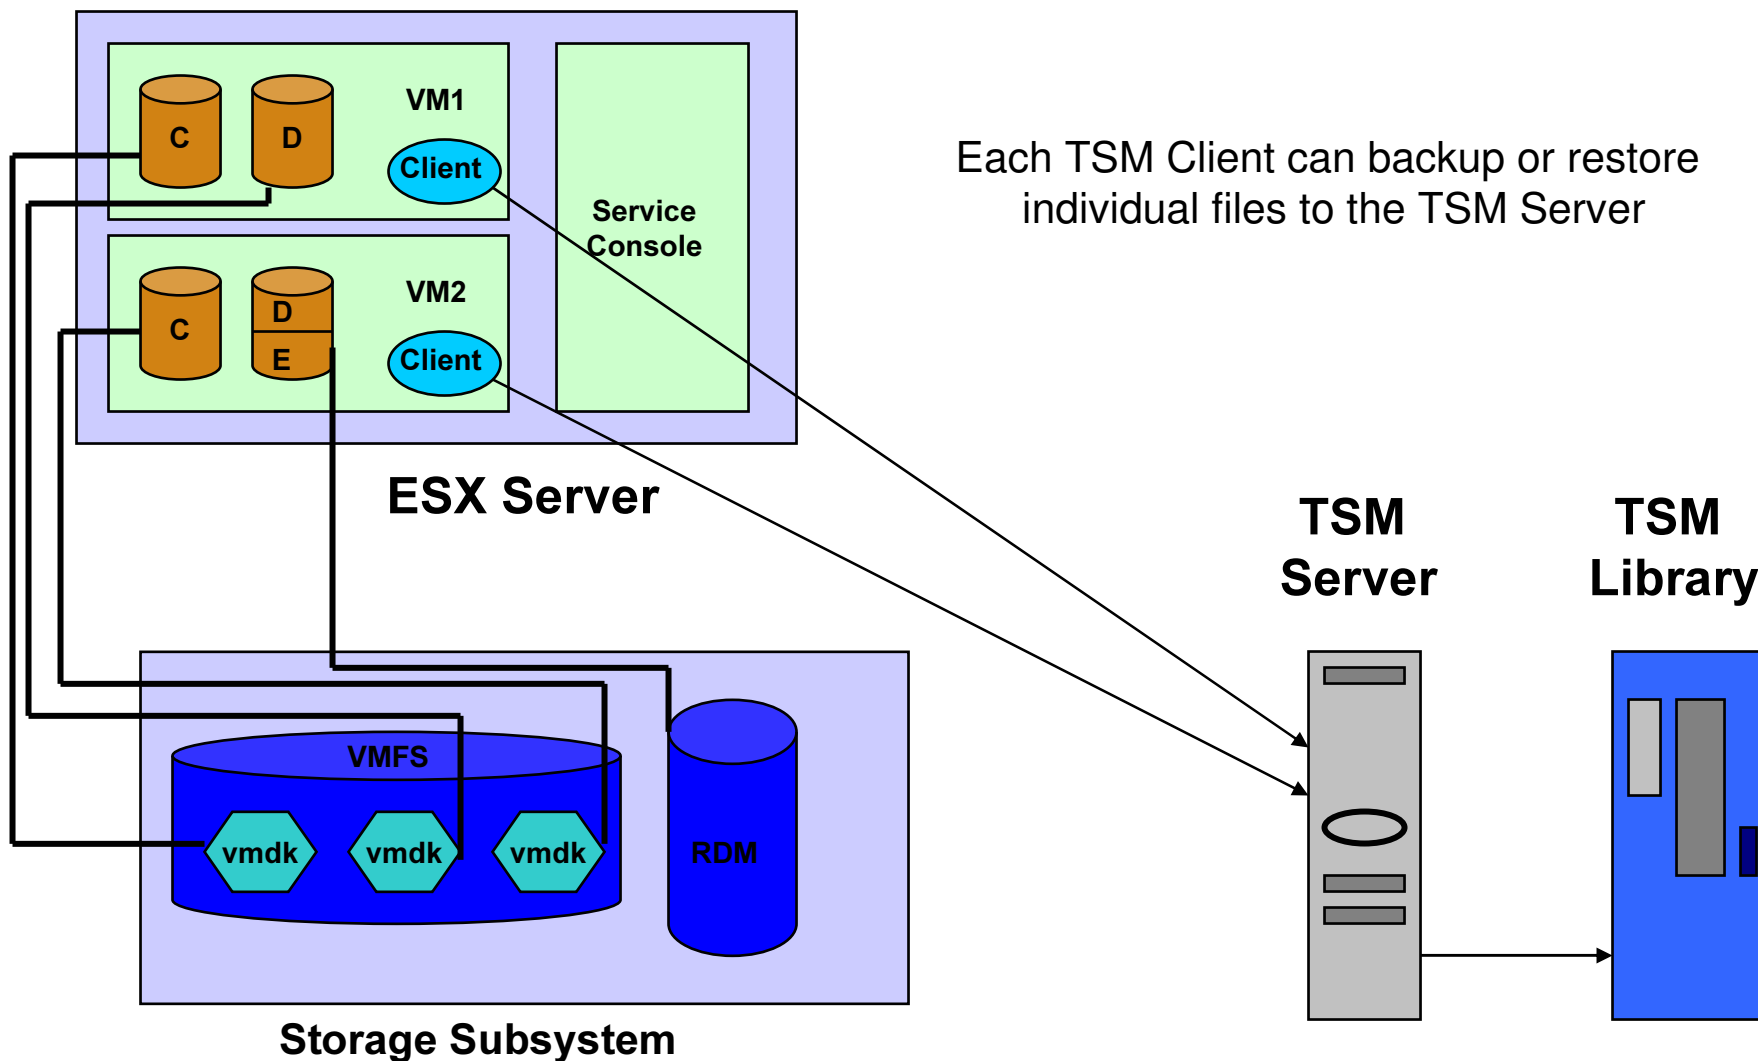 VM1
C
D
Client
Service
Console
VM2
C
D
E
Client
ESX Server
Each TSM Client can backup or restore
individual files to the TSM Server
TSM
Server
TSM
Library
VMFS
vmdk
vmdk
vmdk
RDM
Storage Subsystem